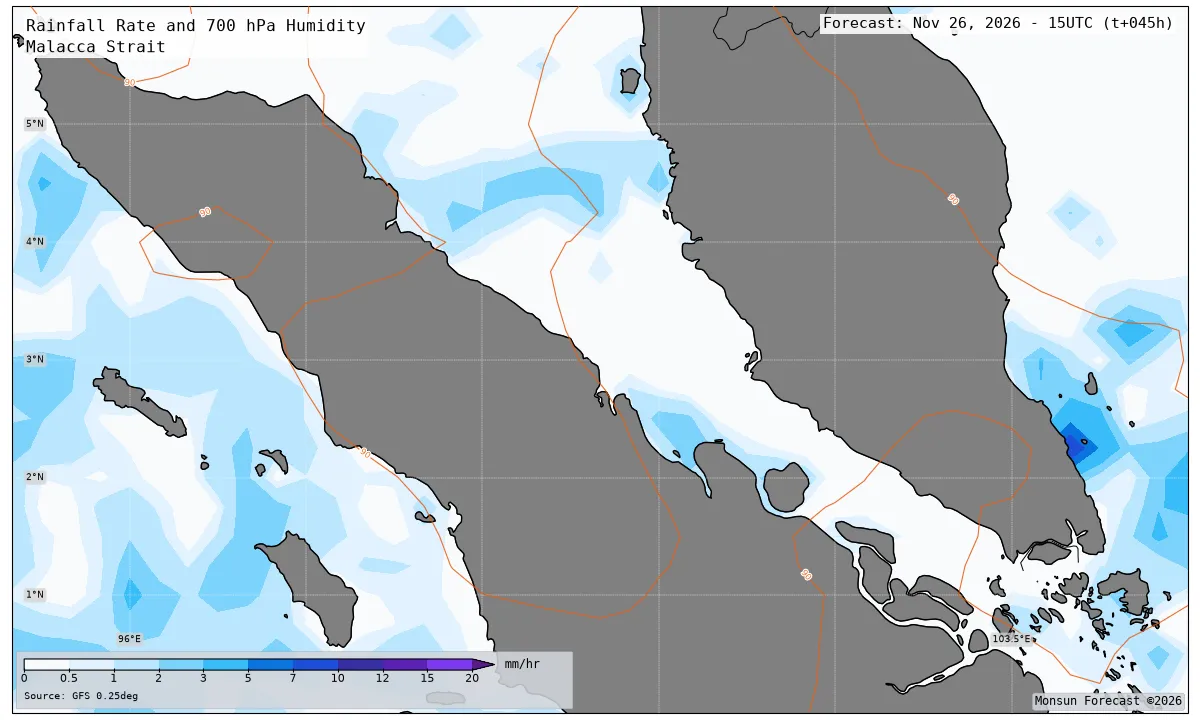 Rainfall Rate and 700 hPa Humidity
Malacca Strait
Forecast: Nov 26, 2026 - 15UTC (t+045h)
90
5°N
90
90
4°N
3°N
90
2°N
90
1°N
96°E
103.5°E
mm/hr
0 0.5 1 2 3 5 7 10 12 15 20
Source: GFS 0.25deg
Monsun Forecast ©2026